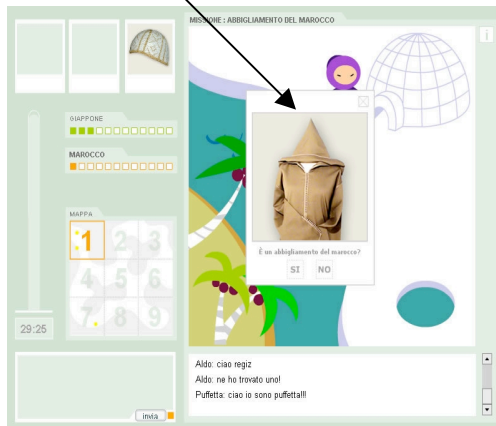 MISSIONE : ABBIGLIAMENTO DEL MAROCCO
i
GIAPPONE
MAROCCO
MAPPA
1 2 3
4 5 6
7 8 9
29:25
È un abbigliamento del marocco?
SI NO
Aldo: ciao regiz
Aldo: ne ho trovato uno!
Puffetta: ciao io sono puffetta!!!
invia